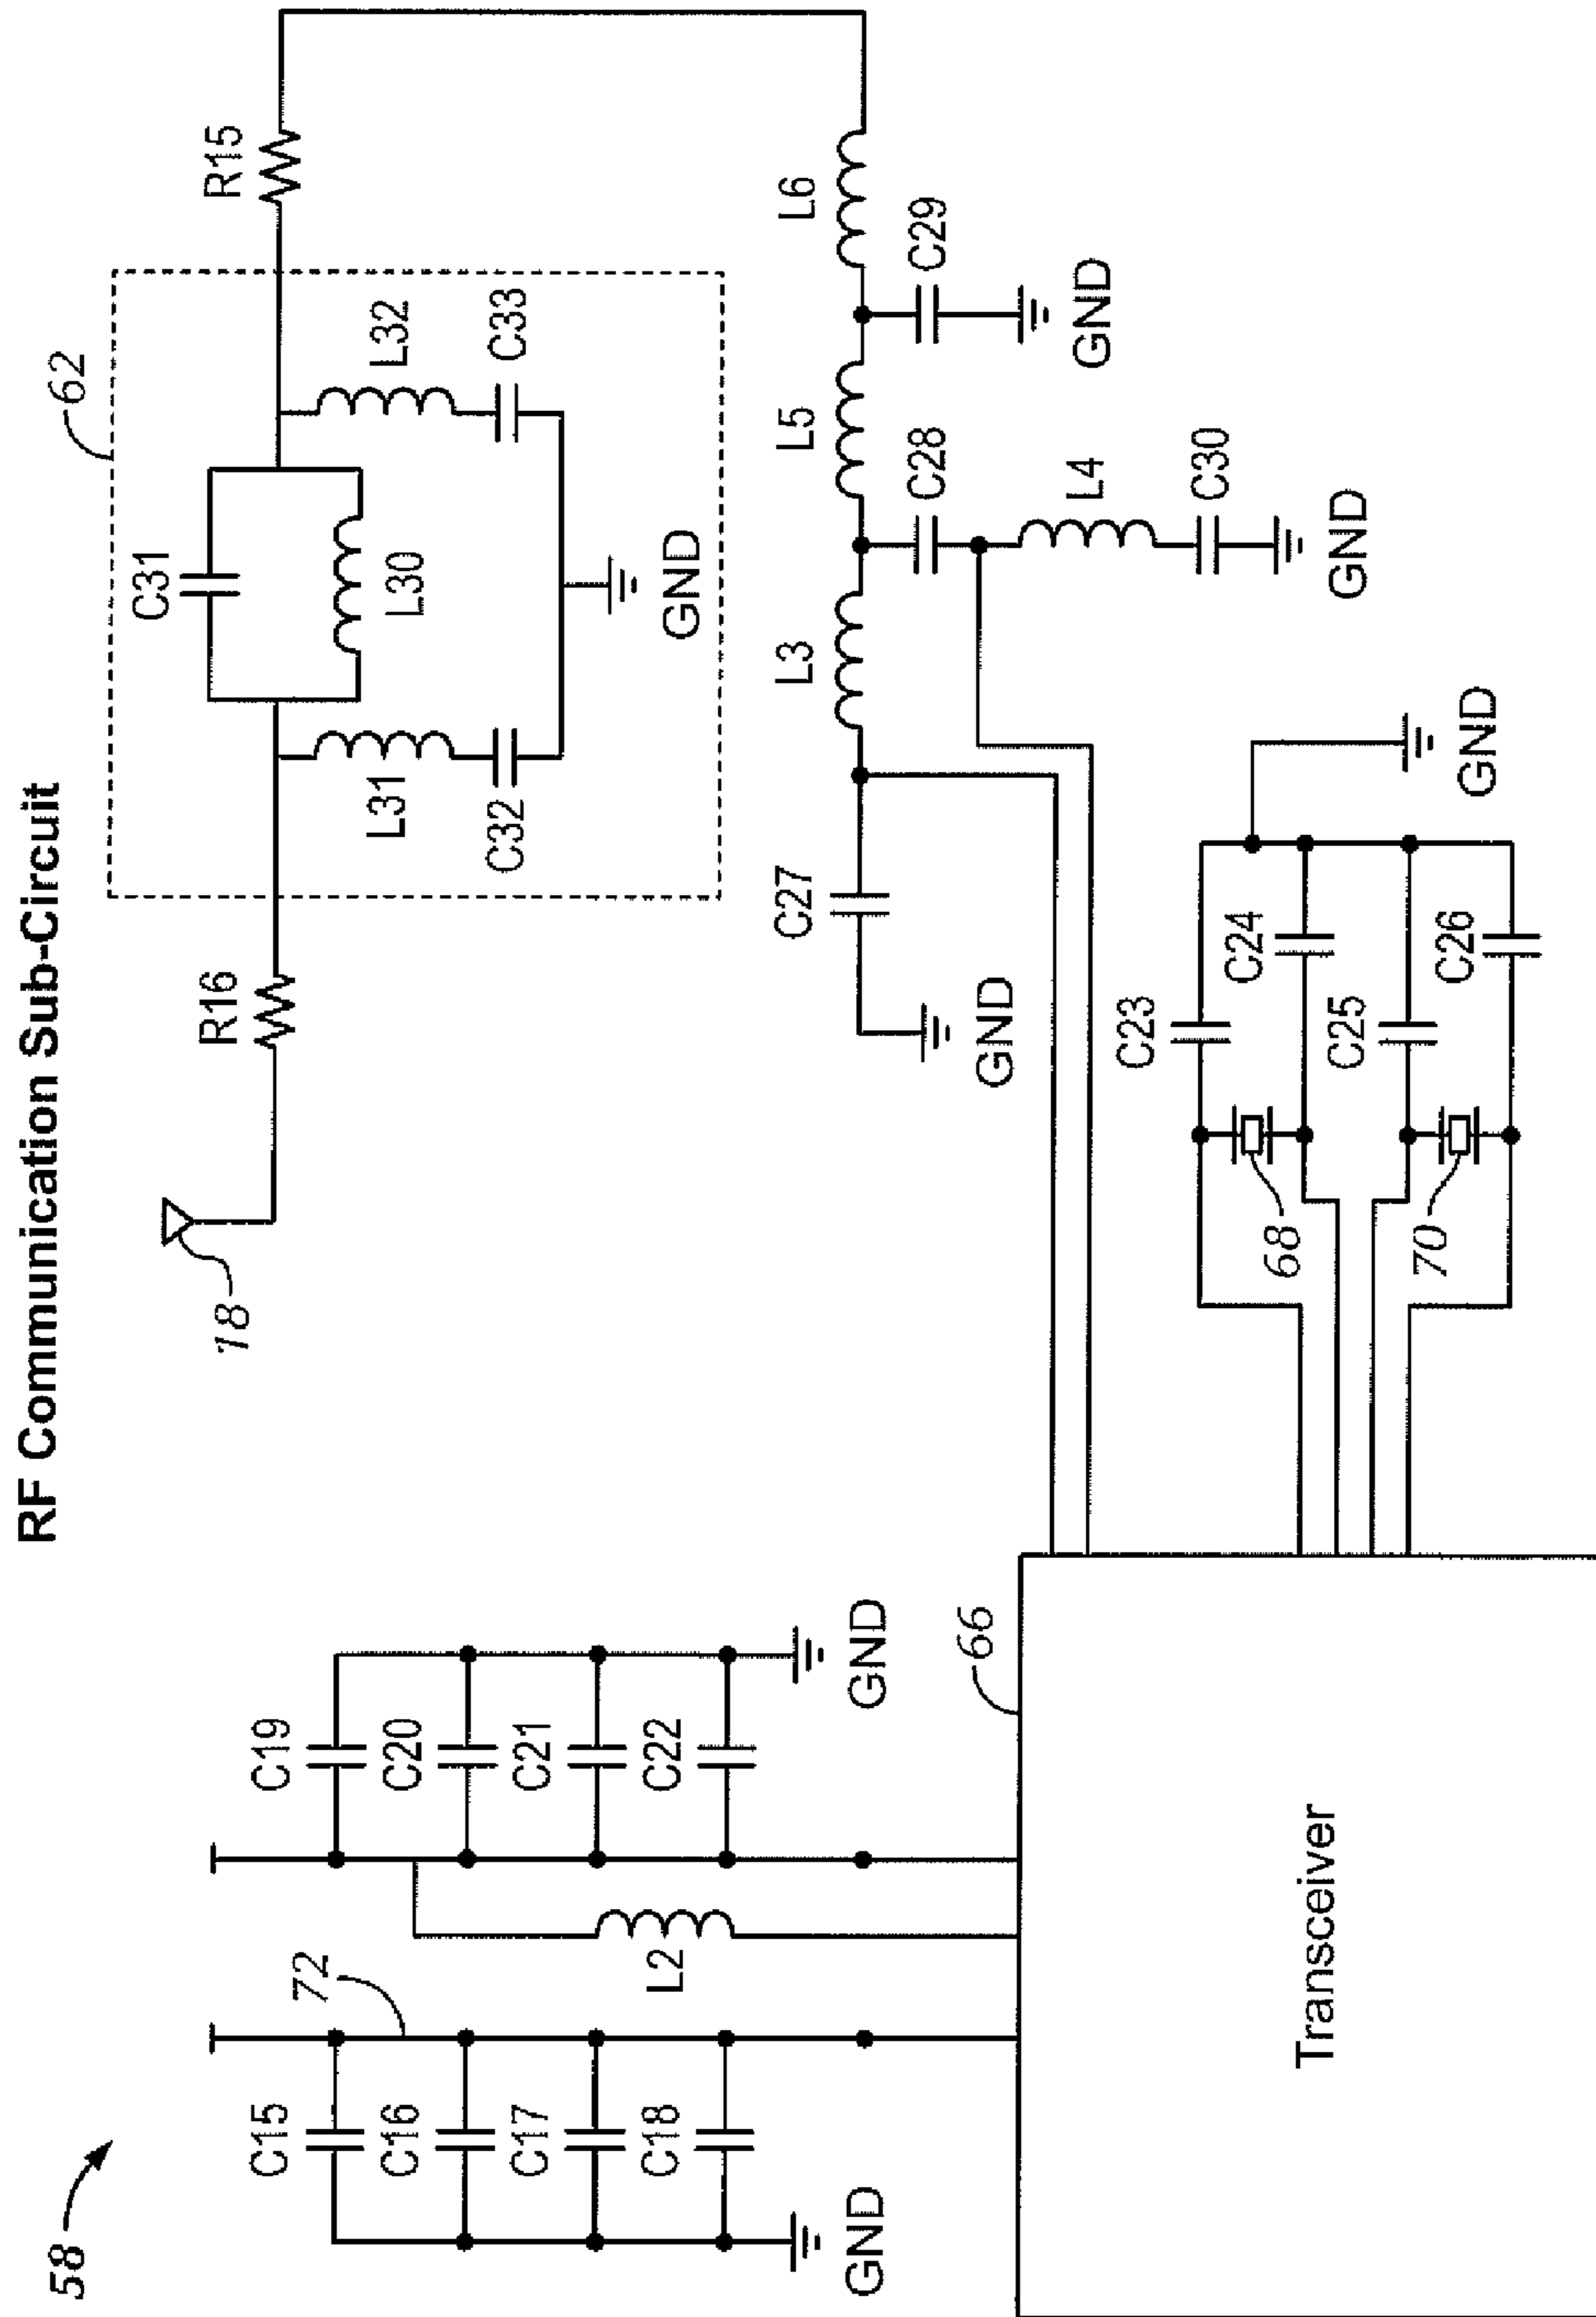 RF Communication Sub-Circuit
58
C15
C16
C17
C18
GND
72
L2
C19
C20
C21
C22
GND
66
Transceiver
18
R16
62
C31
L30
L31
C32
L32
C33
GND
R15
C27
GND
L3
L5
L6
C28
C29
GND
L4
C30
GND
C23
C24
C25
C26
68
70
GND